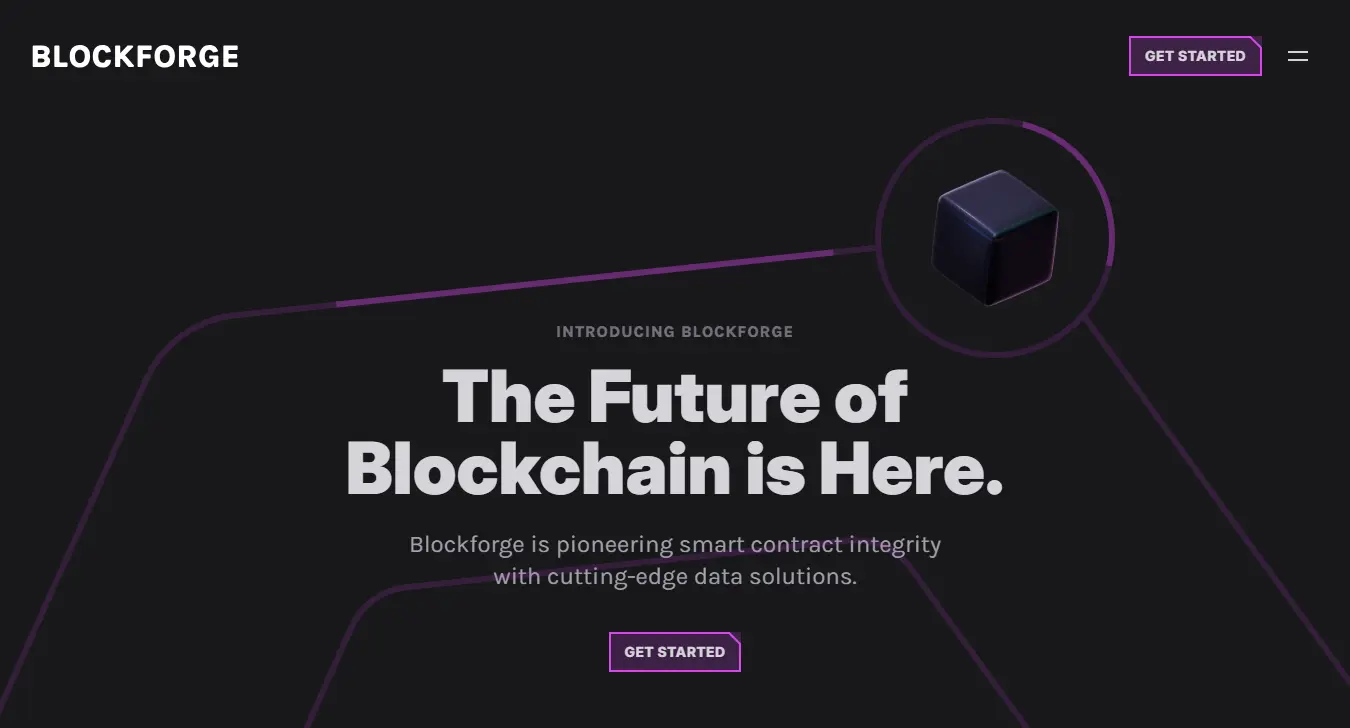 BLOCKFORGE
GET STARTED
INTRODUCING BLOCKFORGE
The Future of
Blockchain is Here.
Blockforge is pioneering smart contract integrity
with cutting-edge data solutions.
GET STARTED